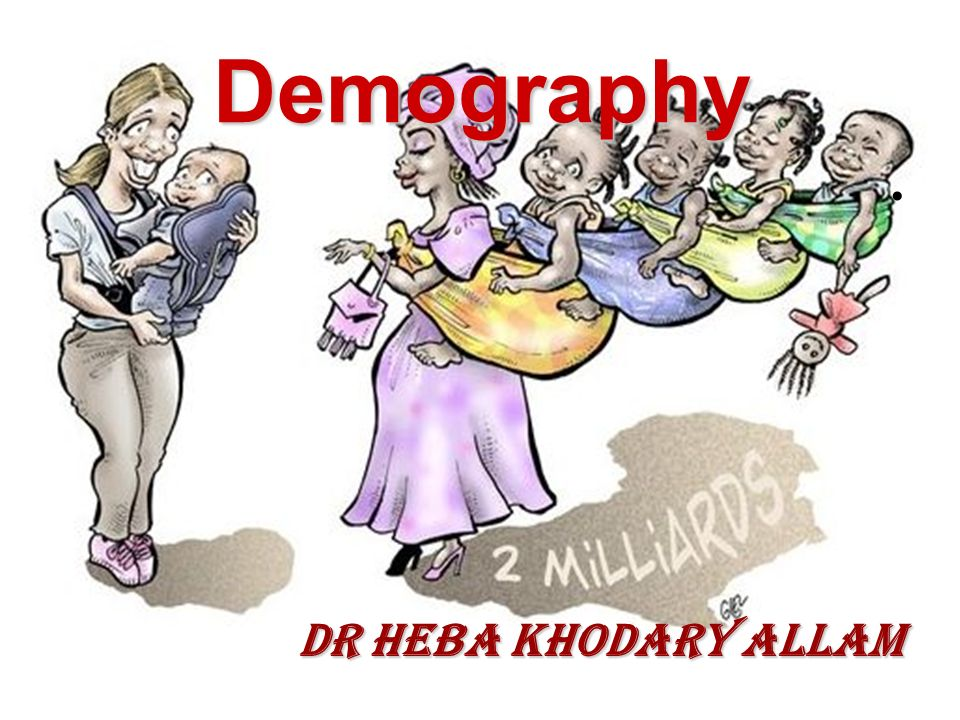 Demography
.
2 MiLLiARDS
DR HEBA KHODARY ALLAM